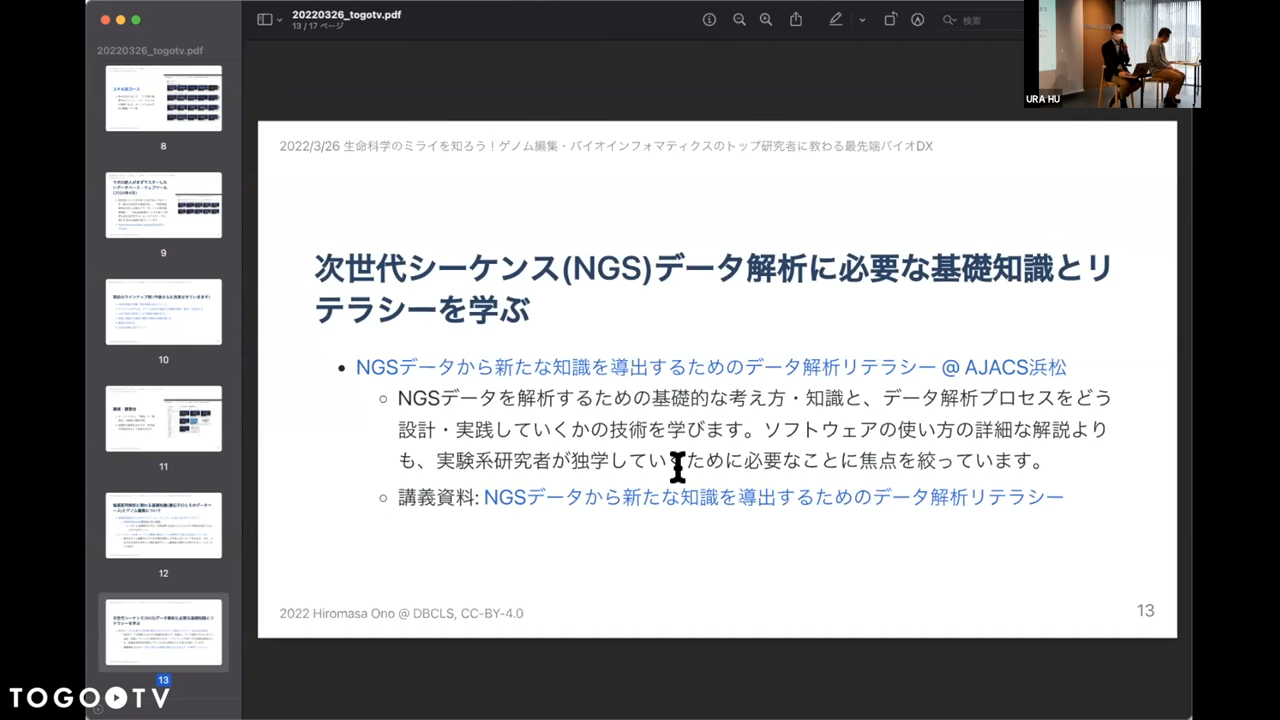 20220326_togotv.pdf
13 / 17 ページ
検索
URA HU
20220326_togotv.pdf
8
9
10
11
12
13
2022/3/26 生命科学のミライを知ろう！ゲノム編集・バイオインフォマティクスのトップ研究者に教わる最先端バイオDX
次世代シーケンス(NGS)データ解析に必要な基礎知識とリ
テラシーを学ぶ
NGSデータから新たな知識を導出するためのデータ解析リテラシー @ AJACS浜松
NGSデータを解析するための基礎的な考え方・知識と、データ解析プロセスをどう
設計・実践していくかの技術を学びます。ソフトウェアの使い方の詳細な解説より
も、実験系研究者が独学していくために必要なことに焦点を絞っています。
講義資料: NGSデータから新たな知識を導出するためのデータ解析リテラシー
2022 Hiromasa Ono @ DBCLS, CC-BY-4.0
13
TOGOTV